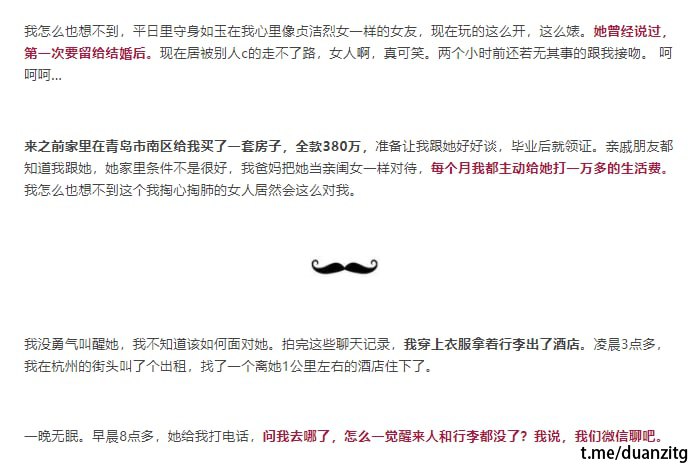 我怎么也想不到，平日里守身如玉在我心里像贞洁烈女一样的女友，现在玩的这么开，这么婊。她曾经说过，
第一次要留给结婚后。现在居被别人c的走不了路，女人啊，真可笑。两个小时前还若无其事的跟我接吻。 呵
呵呵...
来之前家里在青岛市南区给我买了一套房子，全款380万，准备让我跟她好好谈，毕业后就领证。亲戚朋友都
知道我跟她，她家里条件不是很好，我爸妈把她当亲闺女一样对待，每个月我都主动给她打一万多的生活费。
我怎么也想不到这个我掏心掏肺的女人居然会这么对我。
我没勇气叫醒她，我不知道该如何面对她。拍完这些聊天记录，我穿上衣服拿着行李出了酒店。凌晨3点多，
我在杭州的街头叫了个出租，找了一个离她1公里左右的酒店住下了。
一晚无眠。早晨8点多，她给我打电话，问我去哪了，怎么一觉醒来人和行李都没了？我说，我们微信聊吧。
t.me/duanzitg